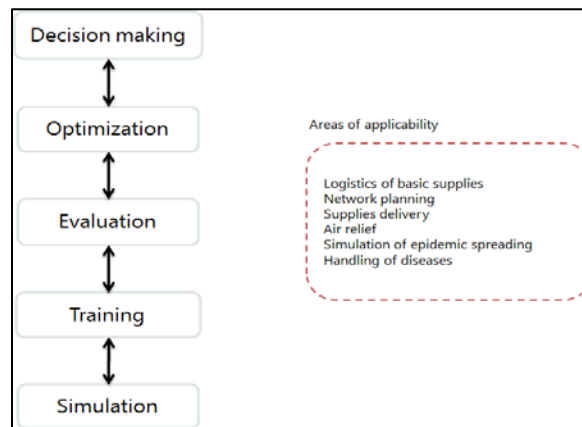 Decision making
Optimization
Evaluation
Training
Simulation
Areas of applicability
Logistics of basic supplies
Network planning
Supplies delivery
Air relief
Simulation of epidemic spreading
Handling of diseases